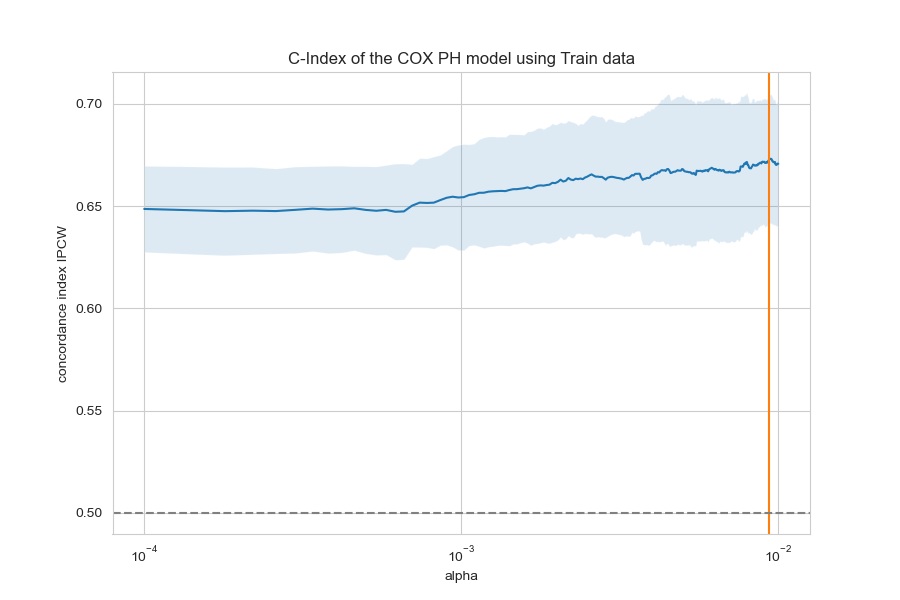 C-Index of the COX PH model using Train data
concordance index IPCW
0.70
0.65
0.60
0.55
0.50
10⁻⁴ 10⁻³ 10⁻²
alpha